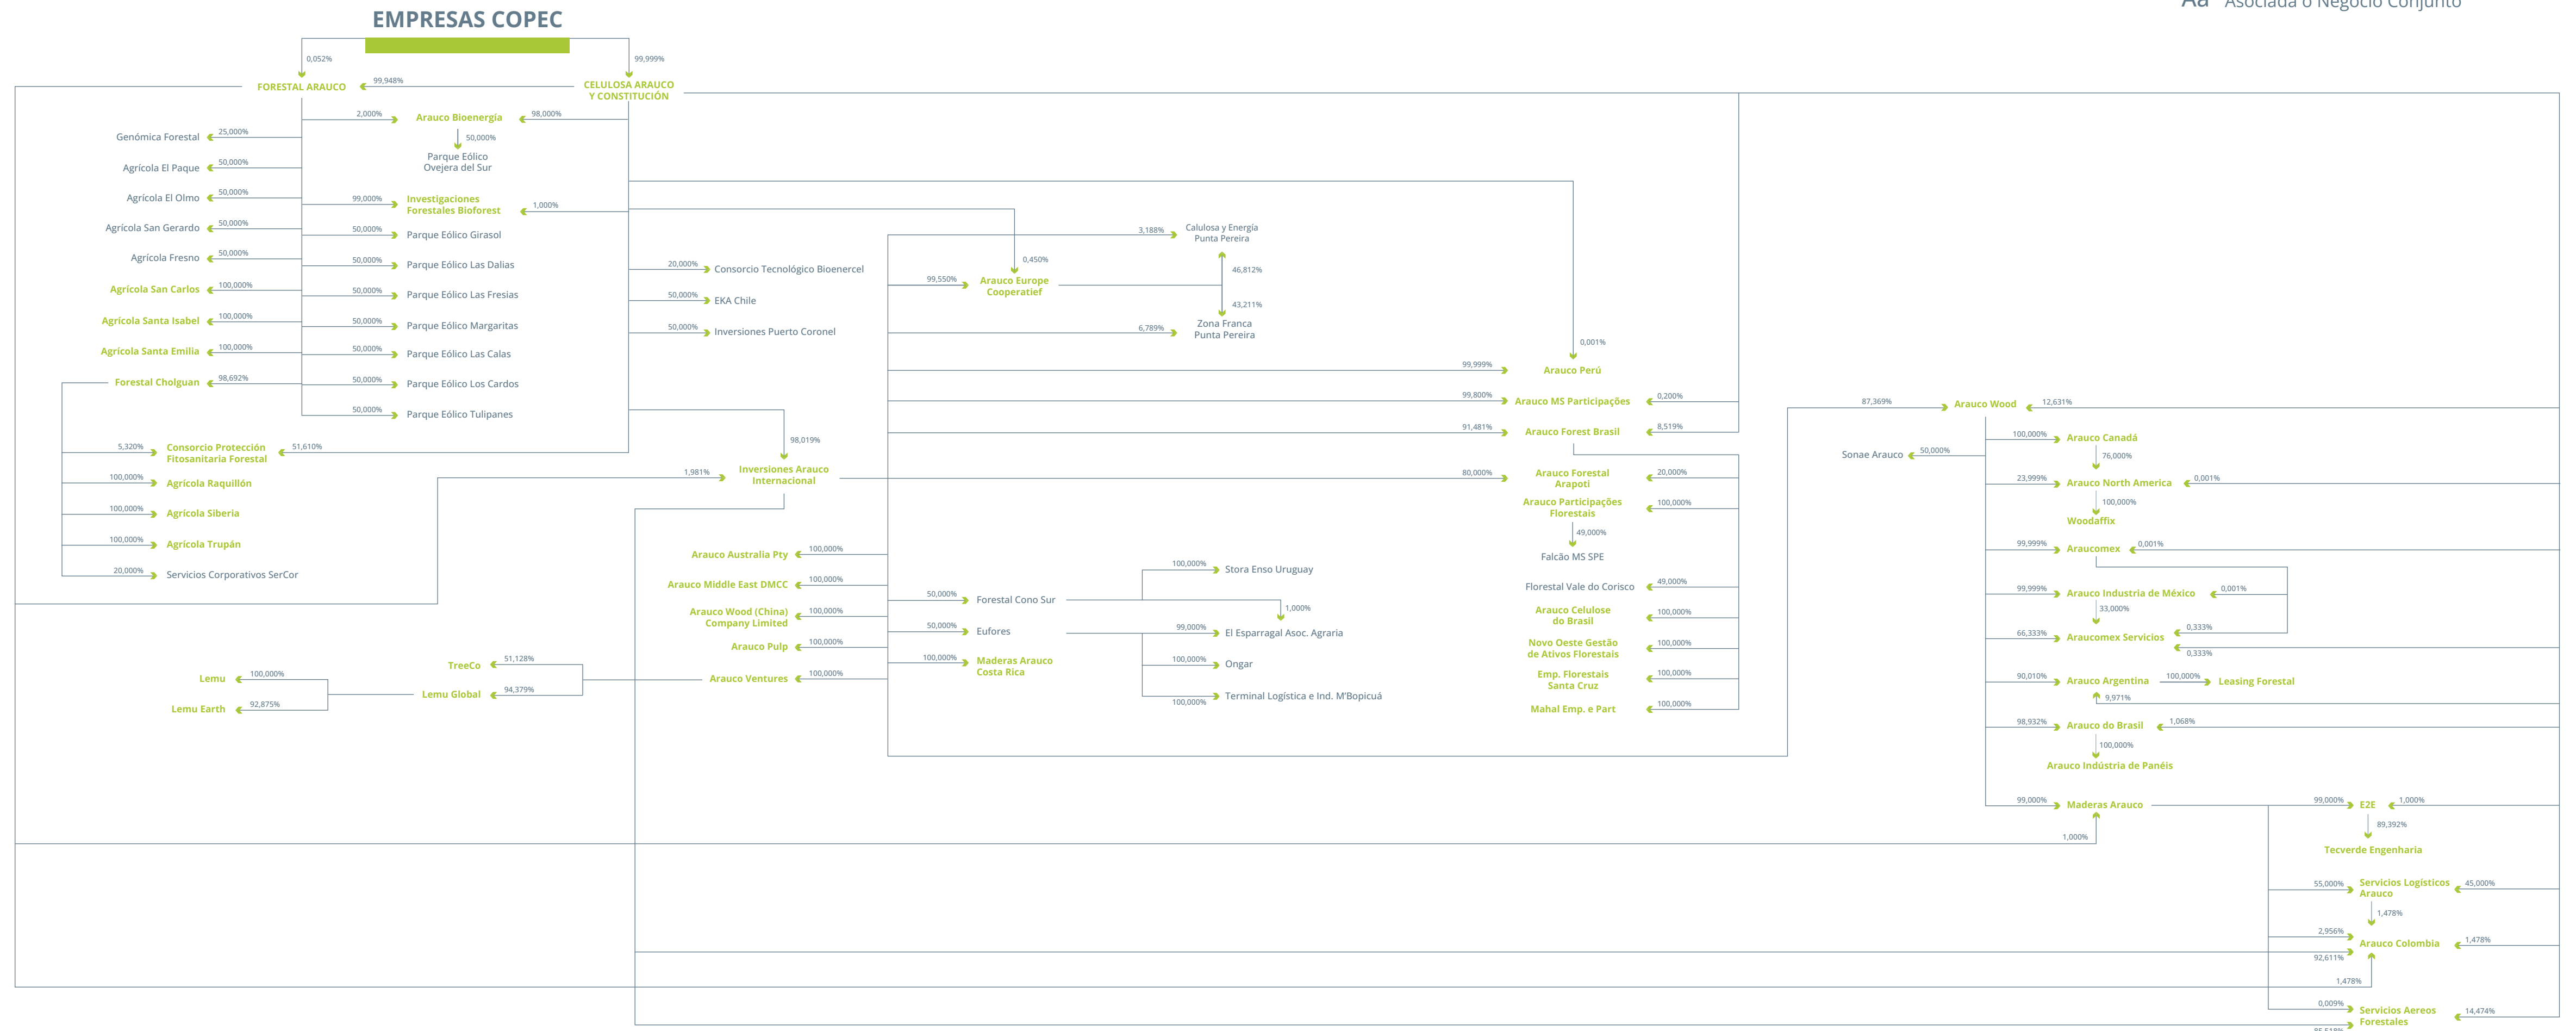 EMPRESAS COPEC
Aa Asociada o Negocio Conjunto
0,052%
99,999%
FORESTAL ARAUCO
99,948%
CELULOSA ARAUCO
Y CONSTITUCIÓN
2,000%
Arauco Bioenergía
98,000%
50,000%
Parque Eólico
Ovejera del Sur
Genómica Forestal
25,000%
Agrícola El Paque
50,000%
Agrícola El Olmo
50,000%
Agrícola San Gerardo
50,000%
Agrícola Fresno
50,000%
Agrícola San Carlos
100,000%
Agrícola Santa Isabel
100,000%
Agrícola Santa Emilia
100,000%
Forestal Cholguan
98,692%
99,000%
Investigaciones
Forestales Bioforest
1,000%
50,000%
Parque Eólico Girasol
50,000%
Parque Eólico Las Dalias
50,000%
Parque Eólico Las Fresias
50,000%
Parque Eólico Margaritas
50,000%
Parque Eólico Las Calas
50,000%
Parque Eólico Los Cardos
50,000%
Parque Eólico Tulipanes
5,320%
Consorcio Protección
Fitosanitaria Forestal
51,610%
100,000%
Agrícola Raquillón
100,000%
Agrícola Siberia
100,000%
Agrícola Trupán
20,000%
Servicios Corporativos SerCor
20,000%
Consorcio Tecnológico Bioenercel
50,000%
EKA Chile
50,000%
Inversiones Puerto Coronel
98,019%
1,981%
Inversiones Arauco
Internacional
3,188%
Calulosa y Energía
Punta Pereira
0,450%
99,550%
Arauco Europe
Cooperatief
46,812%
43,211%
6,789%
Zona Franca
Punta Pereira
0,001%
99,999%
Arauco Perú
99,800%
Arauco MS Participações
0,200%
91,481%
Arauco Forest Brasil
8,519%
80,000%
Arauco Forestal
Arapoti
20,000%
Arauco Participações
Florestais
100,000%
49,000%
Falcão MS SPE
Florestal Vale do Corisco
49,000%
Arauco Celulose
do Brasil
100,000%
Novo Oeste Gestão
de Ativos Florestais
100,000%
Emp. Florestais
Santa Cruz
100,000%
Mahal Emp. e Part
100,000%
Arauco Australia Pty
100,000%
Arauco Middle East DMCC
100,000%
Arauco Wood (China)
Company Limited
100,000%
Arauco Pulp
100,000%
Arauco Ventures
100,000%
50,000%
Forestal Cono Sur
50,000%
Eufores
100,000%
Maderas Arauco
Costa Rica
100,000%
Stora Enso Uruguay
1,000%
99,000%
El Esparragal Asoc. Agraria
100,000%
Ongar
100,000%
Terminal Logística e Ind. M'Bopicuá
TreeCo
51,128%
Lemu Global
94,379%
Lemu
100,000%
Lemu Earth
92,875%
87,369%
Arauco Wood
12,631%
Sonae Arauco
50,000%
100,000%
Arauco Canadá
76,000%
23,999%
Arauco North America
0,001%
100,000%
Woodaffix
99,999%
Araucomex
0,001%
99,999%
Arauco Industria de México
0,001%
33,000%
66,333%
Araucomex Servicios
0,333%
0,333%
90,010%
Arauco Argentina
100,000%
Leasing Forestal
9,971%
98,932%
Arauco do Brasil
1,068%
100,000%
Arauco Indústria de Panéis
99,000%
Maderas Arauco
1,000%
99,000%
E2E
1,000%
89,392%
Tecverde Engenharia
55,000%
Servicios Logísticos
Arauco
45,000%
1,478%
2,956%
Arauco Colombia
1,478%
92,611%
1,478%
0,009%
Servicios Aereos
Forestales
14,474%
85,518%